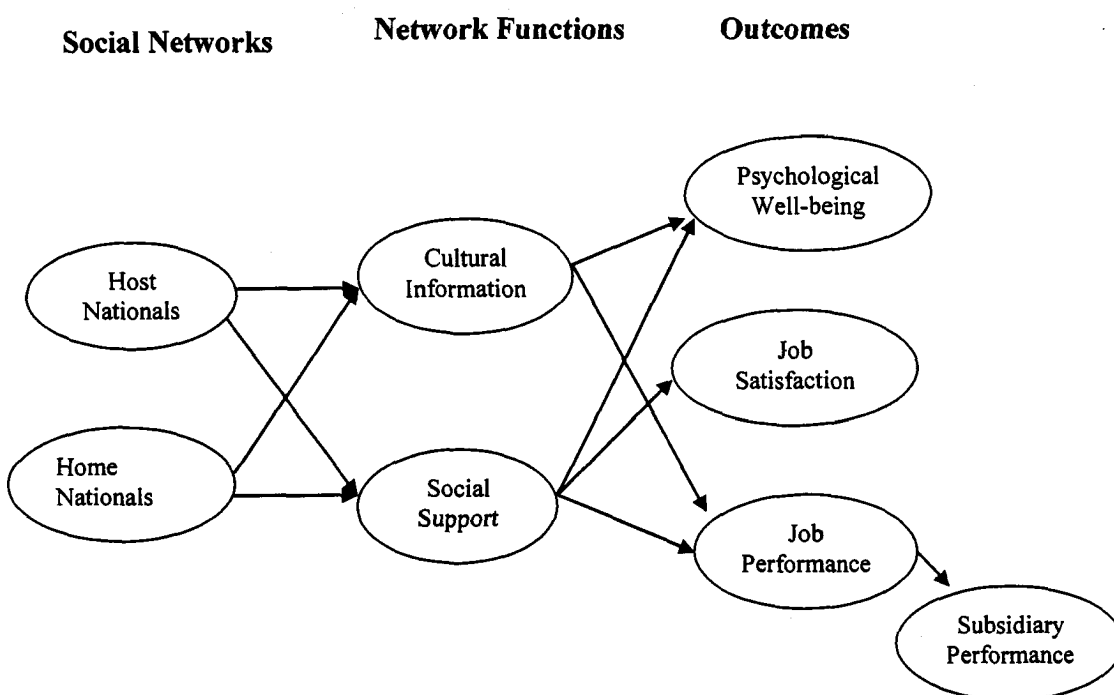 Social Networks
Network Functions
Outcomes
Psychological
Well-being
Cultural
Information
Host
Nationals
Job
Satisfaction
Home
Nationals
Social
Support
Job
Performance
Subsidiary
Performance